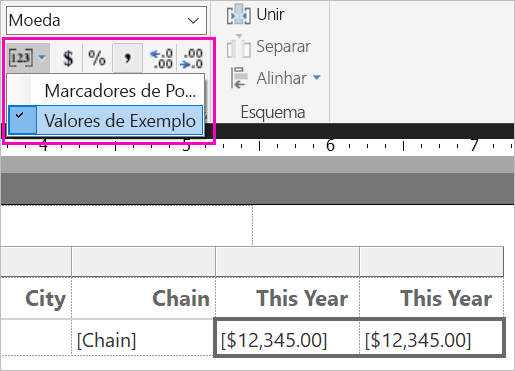 Moeda
[123] $ % , .0 .00 .00 .0
Marcadores de Po...
Valores de Exemplo
Unir
Separar
Alinhar
Esquema
4 5 6 7
City Chain This Year This Year
[Chain] [$12,345.00] [$12,345.00]